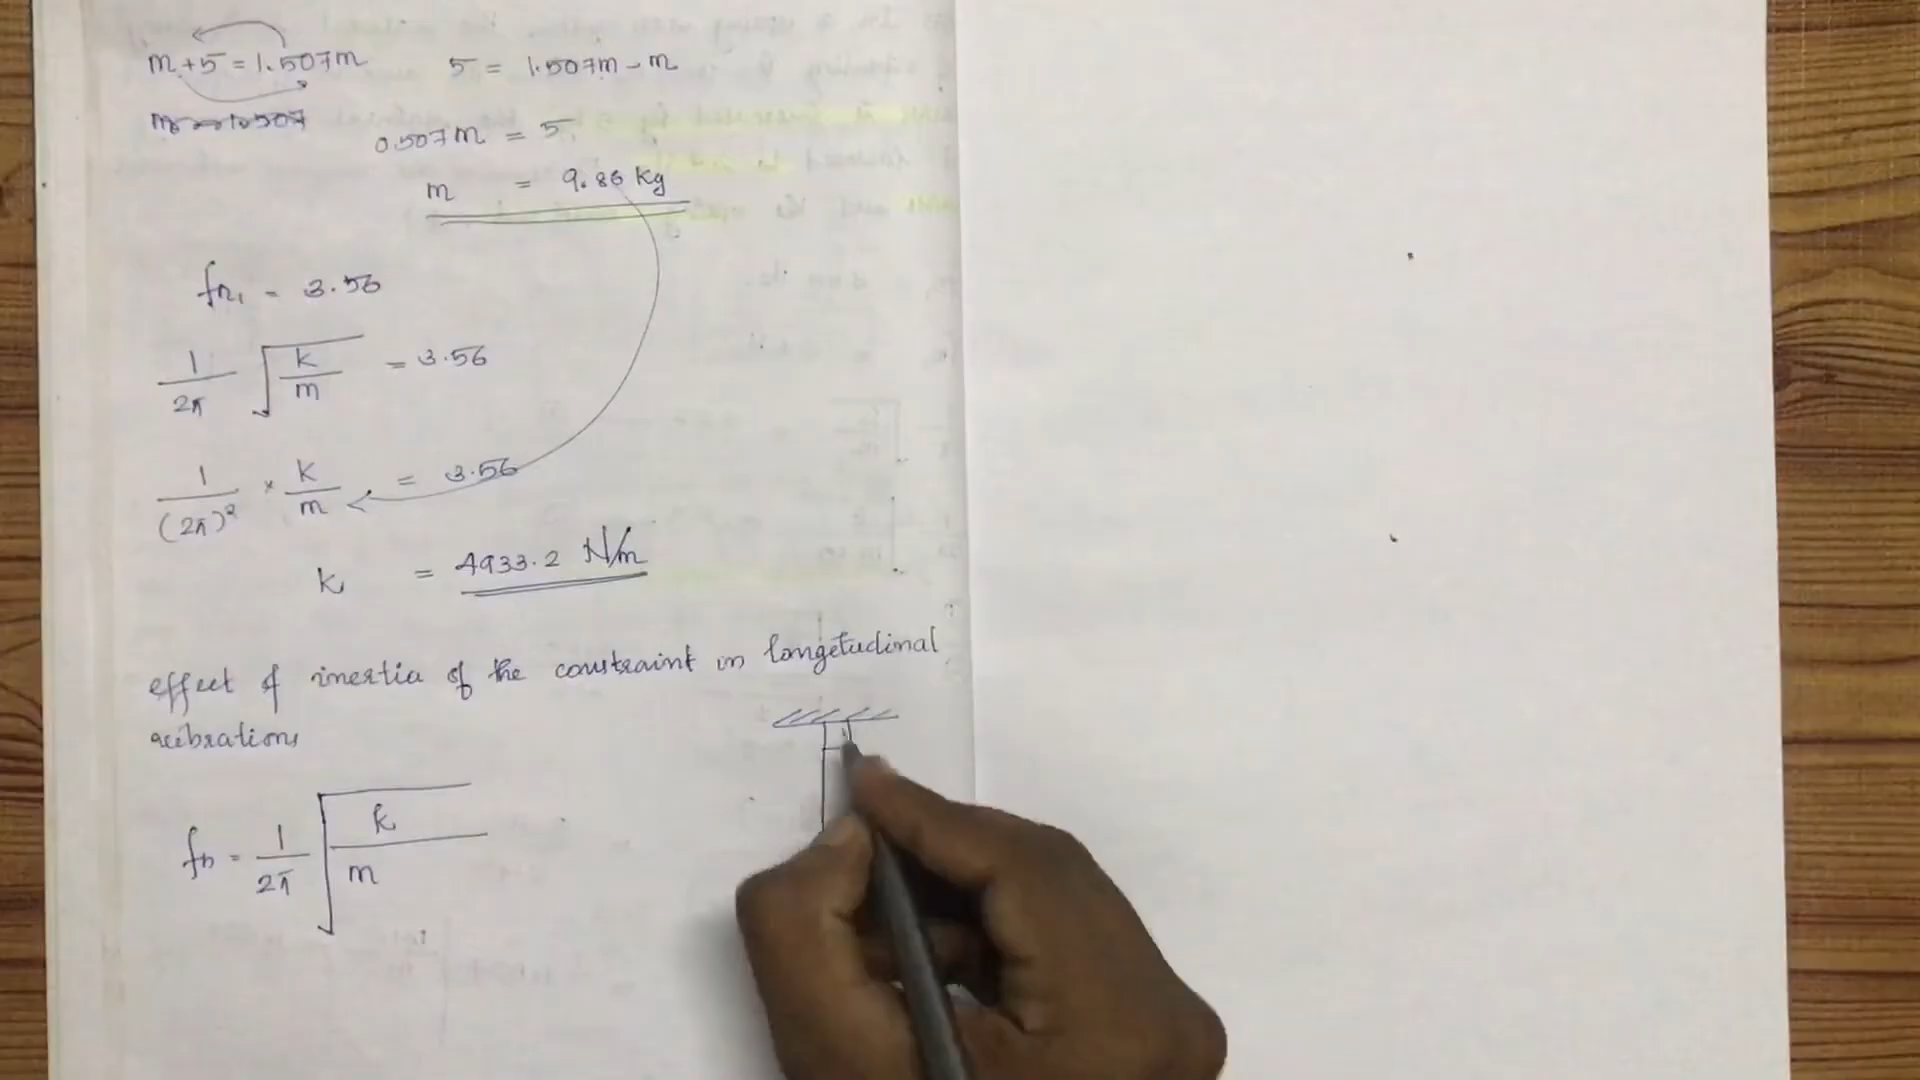 m + 5 = 1.507m
5 = 1.507m - m
0.507m = 5
m = 9.86 kg
fn₁ = 3.56
1/2π √(k/m) = 3.56
1/(2π)² × k/m = 3.56
k = 4933.2 N/m
effect of inertia of the constraint in longetudinal
vibrations
fn = 1/2π √(k/m